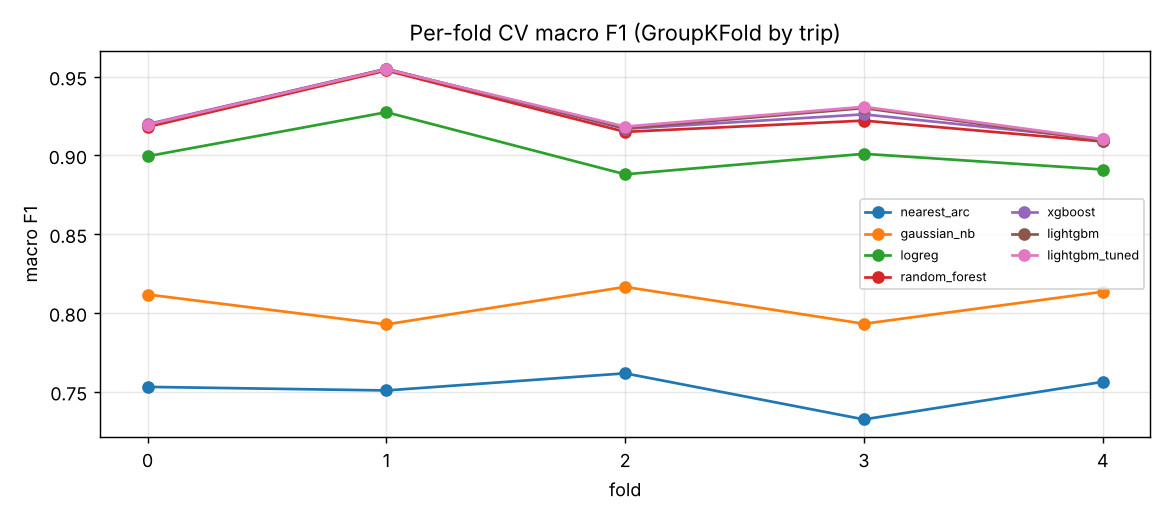 Per-fold CV macro F1 (GroupKFold by trip)
macro F1
0.95
0.90
0.85
0.80
0.75
nearest_arc
gaussian_nb
logreg
random_forest
xgboost
lightgbm
lightgbm_tuned
0 1 2 3 4
fold